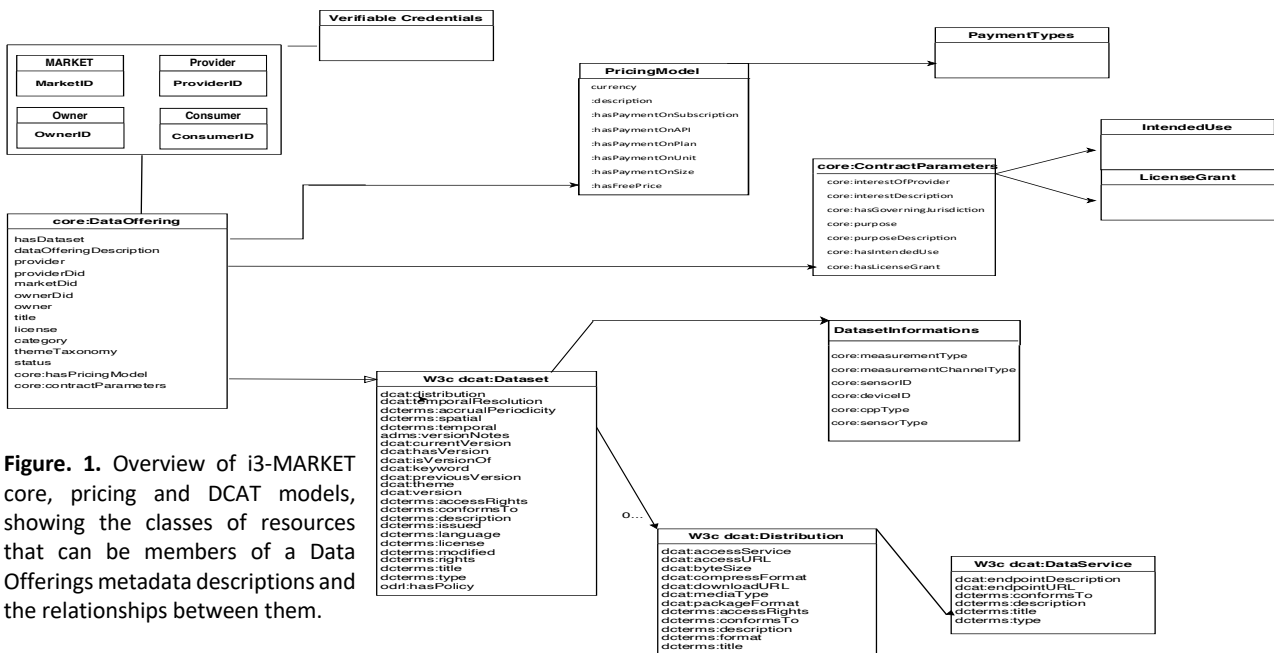 Verifiable Credentials
MARKET
MarketID
Provider
ProviderID
Owner
OwnerID
Consumer
ConsumerID
PaymentTypes
PricingModel
currency
:description
:hasPaymentOnSubscription
:hasPaymentOnAPI
:hasPaymentOnPlan
:hasPaymentOnUnit
:hasPaymentOnSize
:hasFreePrice
IntendedUse
LicenseGrant
core:ContractParameters
core:interestOfProvider
core:interestDescription
core:hasGoverningJurisdiction
core:purpose
core:purposeDescription
core:hasIntendedUse
core:hasLicenseGrant
core:DataOffering
hasDataset
dataOfferingDescription
provider
providerDid
marketDid
ownerDid
owner
title
license
category
themeTaxonomy
status
core:hasPricingModel
core:contractParameters
DatasetInformations
core:measurementType
core:measurementChannelType
core:sensorID
core:deviceID
core:cppType
core:sensorType
W3c dcat:Dataset
dcat:distribution
dcat:temporalResolution
dcterms:accrualPeriodicity
dcterms:spatial
dcterms:temporal
adms:versionNotes
dcat:currentVersion
dcat:hasVersion
dcat:isVersionOf
dcat:keyword
dcat:previousVersion
dcat:theme
dcat:version
dcterms:accessRights
dcterms:conformsTo
dcterms:description
dcterms:issued
dcterms:language
dcterms:license
dcterms:modified
dcterms:rights
dcterms:title
dcterms:type
odrl:hasPolicy
0...
W3c dcat:Distribution
dcat:accessService
dcat:accessURL
dcat:byteSize
dcat:compressFormat
dcat:downloadURL
dcat:mediaType
dcat:packageFormat
dcterms:accessRights
dcterms:conformsTo
dcterms:description
dcterms:format
dcterms:title
W3c dcat:DataService
dcat:endpointDescription
dcat:endpointURL
dcterms:conformsTo
dcterms:description
dcterms:title
dcterms:type
Figure. 1. Overview of i3-MARKET
core, pricing and DCAT models,
showing the classes of resources
that can be members of a Data
Offerings metadata descriptions and
the relationships between them.